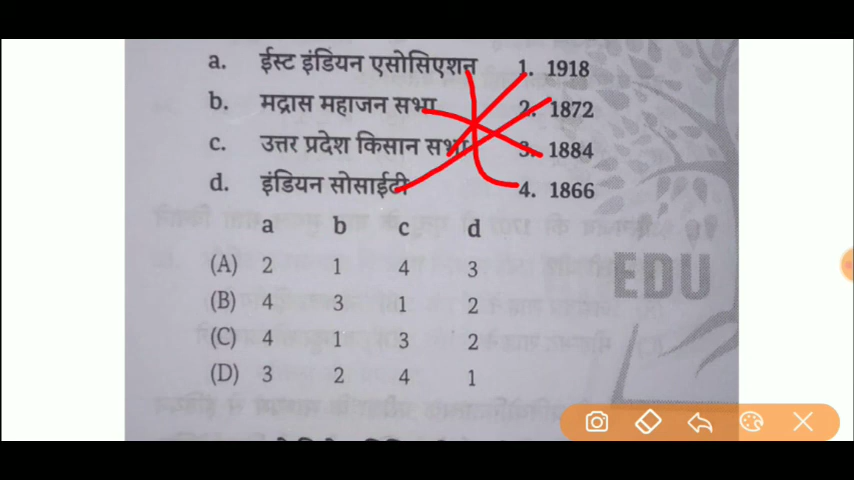 a. ईस्ट इंडियन एसोसिएशन 1. 1918
b. मद्रास महाजन सभा 2. 1872
c. उत्तर प्रदेश किसान सभा 3. 1884
d. इंडियन सोसाईटी 4. 1866
a b c d
(A) 2 1 4 3
(B) 4 3 1 2
(C) 4 1 3 2
(D) 3 2 4 1
EDU